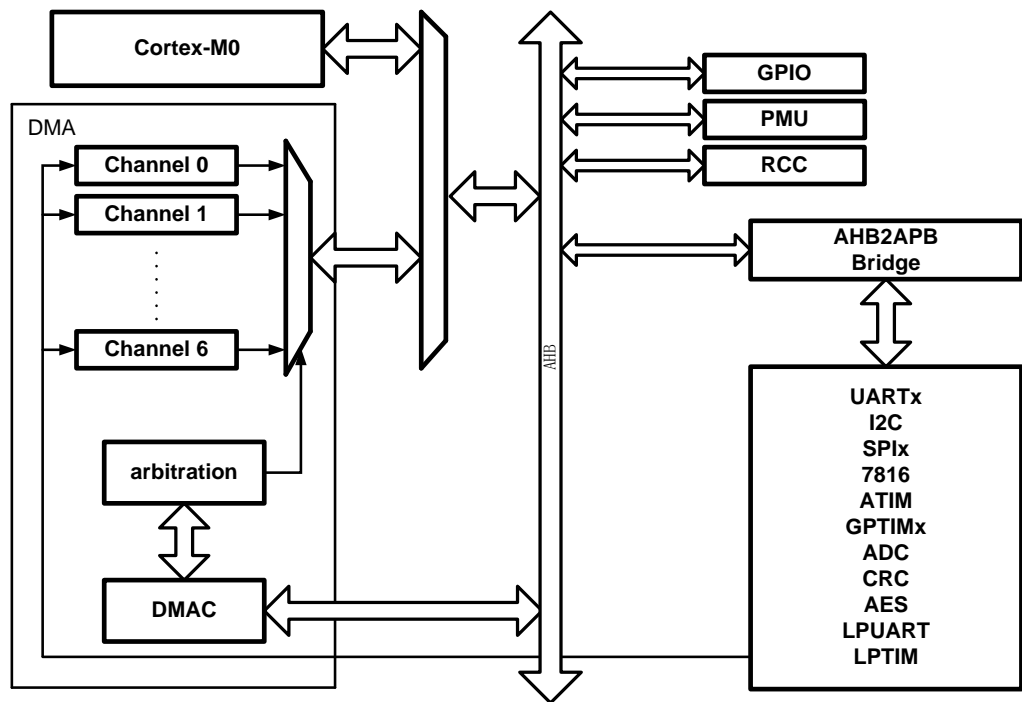 Cortex-M0
DMA
Channel 0
Channel 1
Channel 6
arbitration
DMAC
AHB
GPIO
PMU
RCC
AHB2APB
Bridge
UARTx
I2C
SPIx
7816
ATIM
GPTIMx
ADC
CRC
AES
LPUART
LPTIM